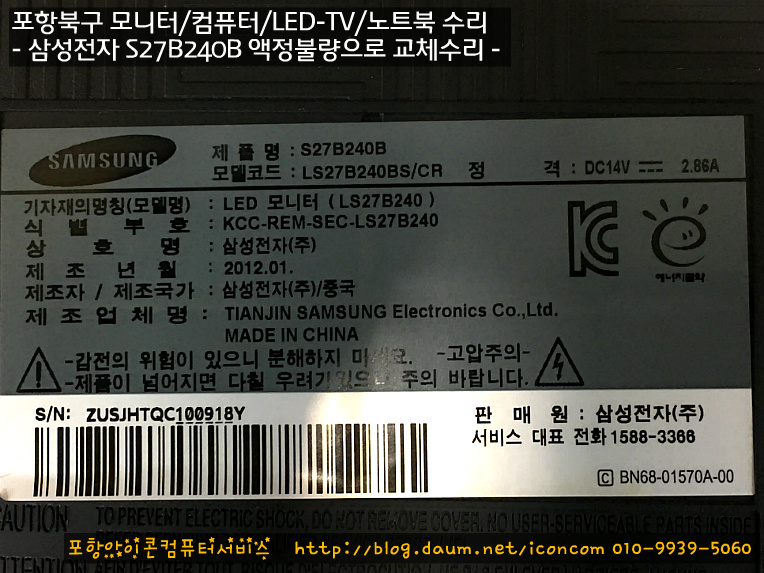 포항북구 모니터/컴퓨터/LED-TV/노트북 수리
- 삼성전자 S27B240B 액정불량으로 교체수리 -
SAMSUNG
제 품 명 : S27B240B
모델코드 : LS27B240BS/CR 정 격 : DC14V ⎓ 2.86A
기자재의명칭(모델명) : LED 모니터 ( LS27B240 )
식 별 부 호 : KCC-REM-SEC-LS27B240
상 호 명 : 삼성전자(주)
제 조 년 월 : 2012.01.
제조자 / 제조국가 : 삼성전자(주)/중국
제 조 업 체 명 : TIANJIN SAMSUNG Electronics Co.,Ltd.
MADE IN CHINA
에너지절약
-감전의 위험이 있으니 분해하지 마세요. -고압주의-
-제품이 넘어지면 다칠 우려가 있으니 주의 바랍니다.
S/N: ZUSJHTQC100918Y
판 매 원 : 삼성전자(주)
서비스 대표 전화 1588-3366
C BN68-01570A-00
CAUTION TO PREVENT ELECTRIC SHOCK, DO NOT REMOVE COVER. NO USER-SERVICEABLE PARTS INSIDE
포항아이콘컴퓨터서비스 http://blog.daum.net/iconcom 010-9939-5060
ATTENTION